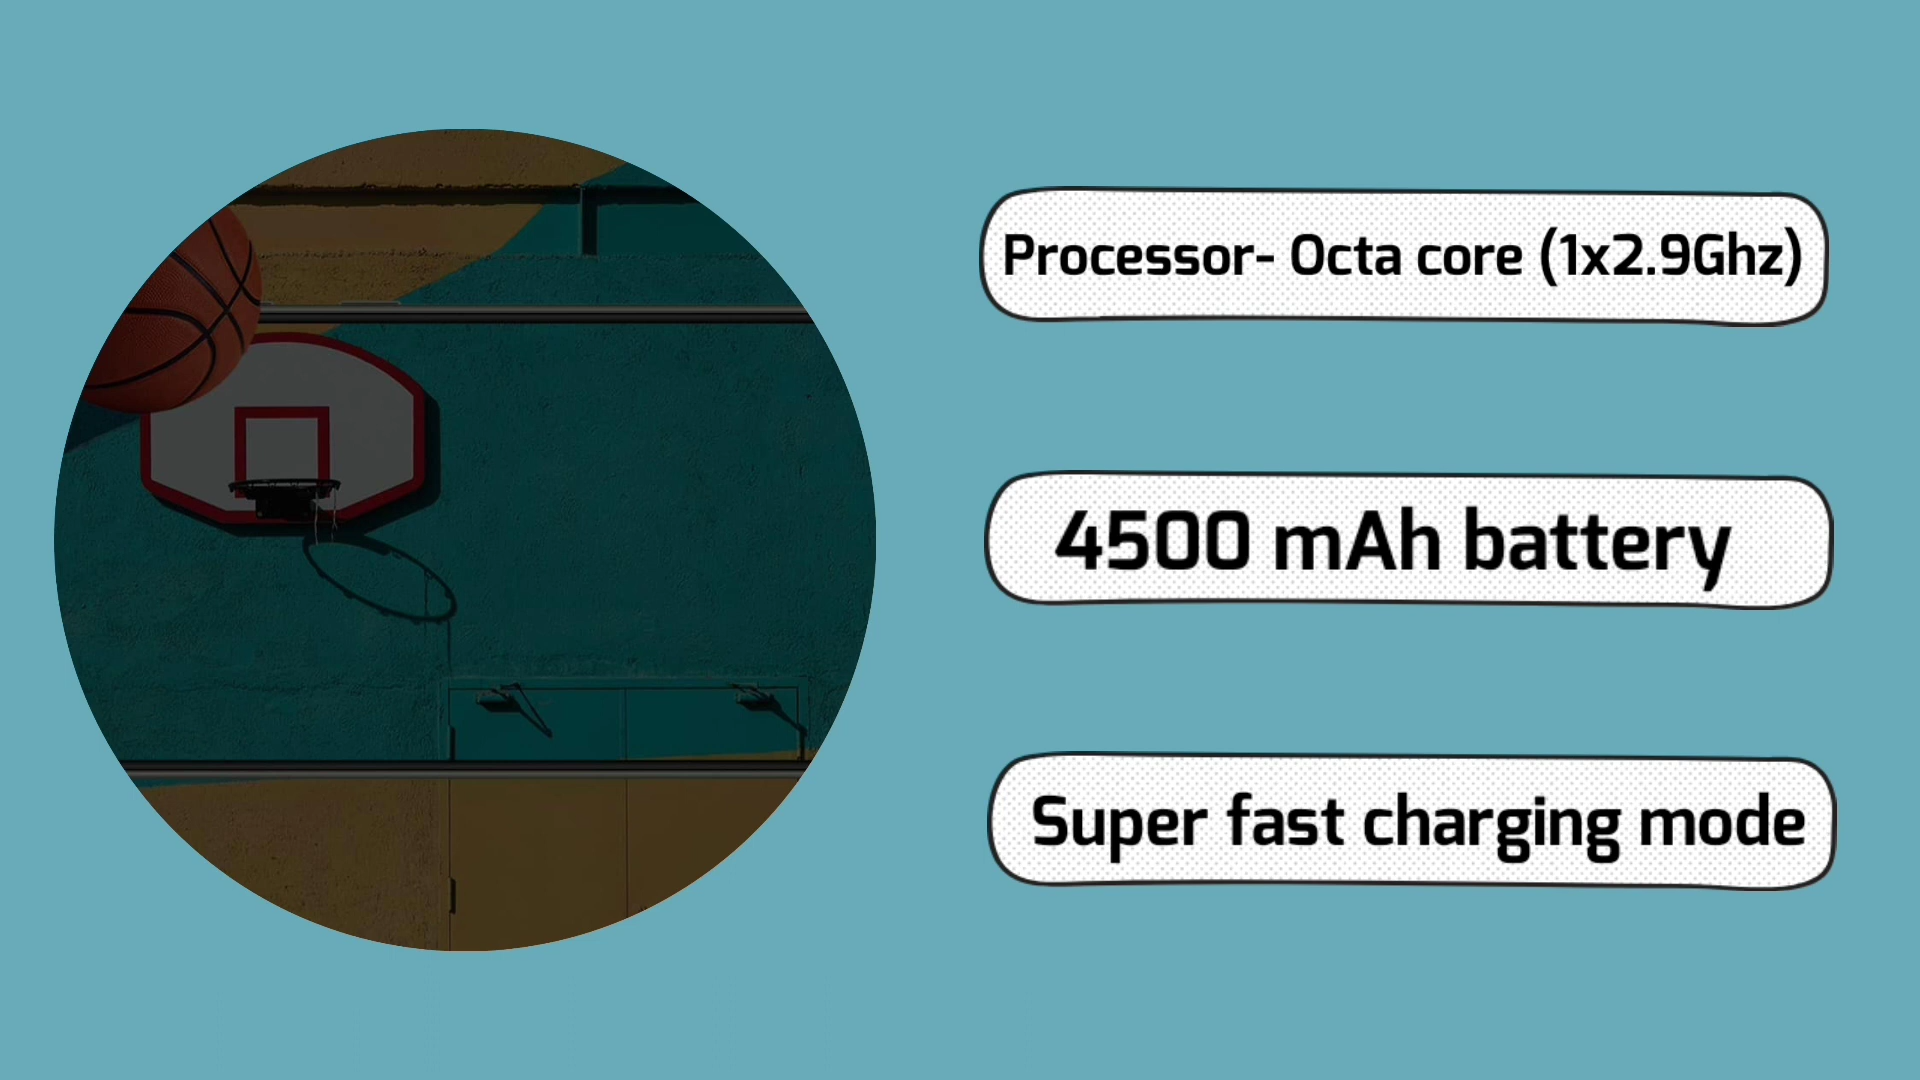 Processor- Octa core (1x2.9Ghz)
4500 mAh battery
Super fast charging mode